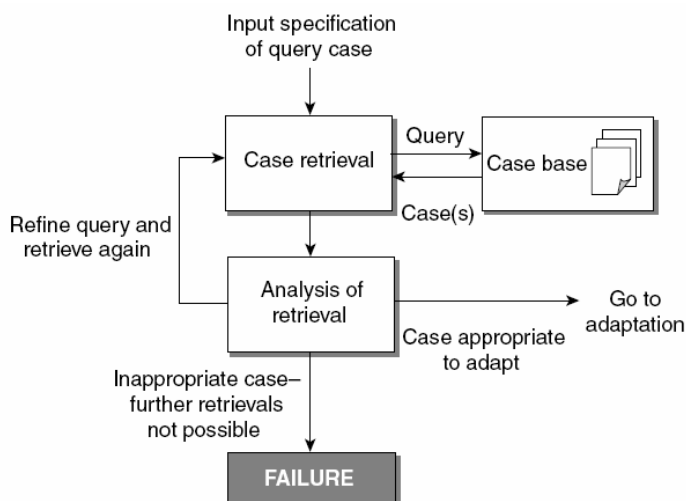 Input specification
of query case
Query
Case retrieval
Case base
Case(s)
Refine query and
retrieve again
Analysis of
retrieval
Go to
adaptation
Case appropriate
to adapt
Inappropriate case–
further retrievals
not possible
FAILURE